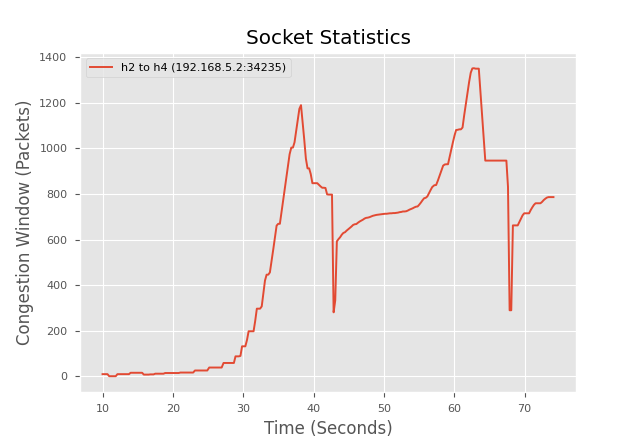 Socket Statistics
h2 to h4 (192.168.5.2:34235)
Congestion Window (Packets)
1400
1200
1000
800
600
400
200
0
10 20 30 40 50 60 70
Time (Seconds)